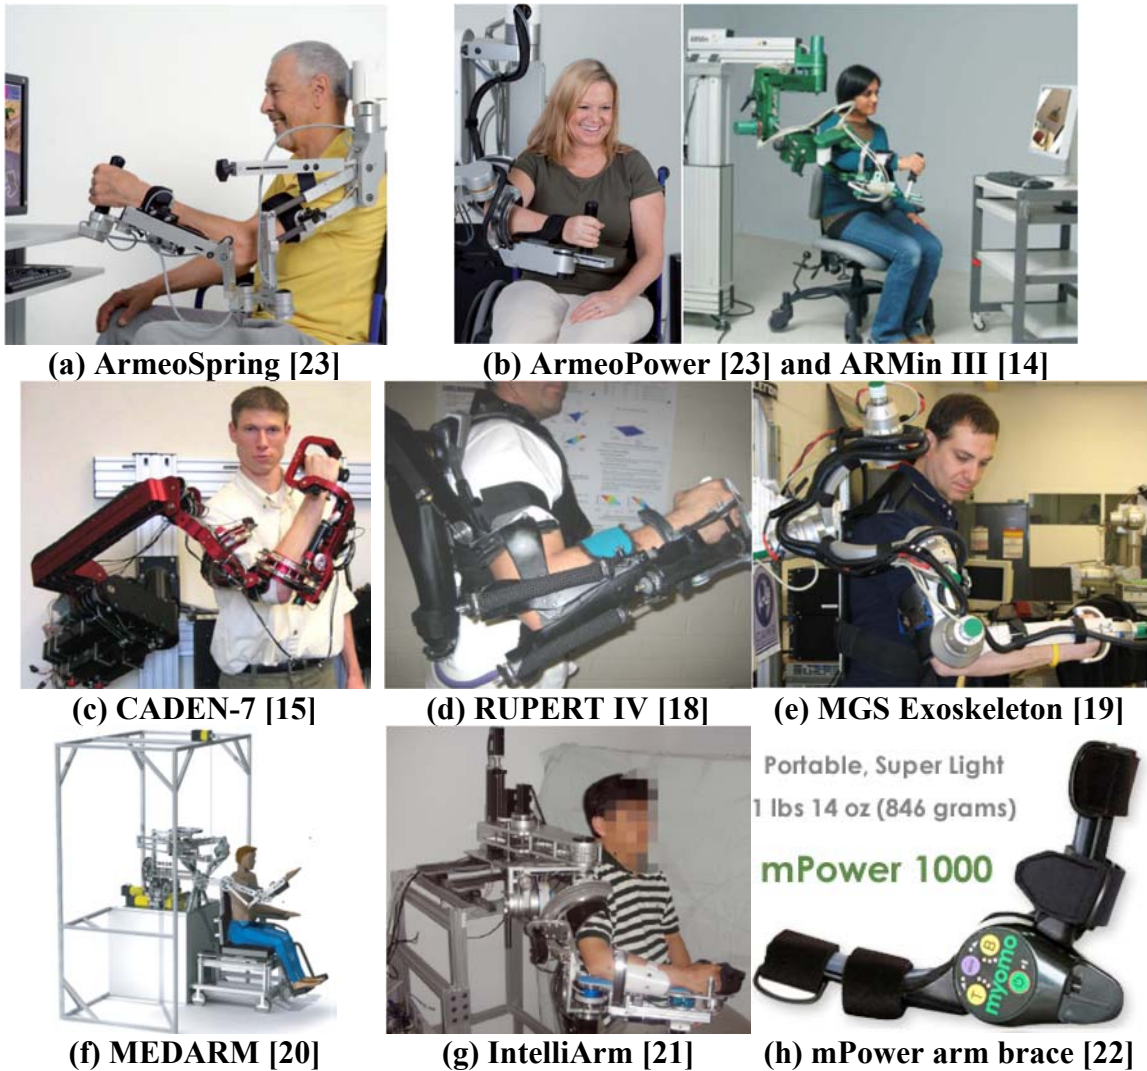 (a) ArmeoSpring [23]
(b) ArmeoPower [23] and ARMin III [14]
(c) CADEN-7 [15]
(d) RUPERT IV [18]
(e) MGS Exoskeleton [19]
Portable, Super Light
1 lbs 14 oz (846 grams)
mPower 1000
B
T
myomo
(f) MEDARM [20]
(g) IntelliArm [21]
(h) mPower arm brace [22]